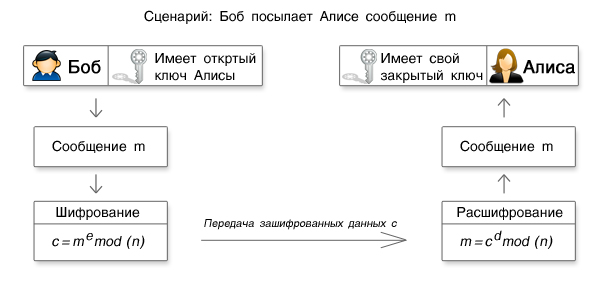 Сценарий: Боб посылает Алисе сообщение m
Боб
Имеет откртый
ключ Алисы
Имеет свой
закрытый ключ
Алиса
Сообщение m
Сообщение m
Шифрование
c = m^e mod (n)
Передача зашифрованных данных c
Расшифрование
m = c^d mod (n)